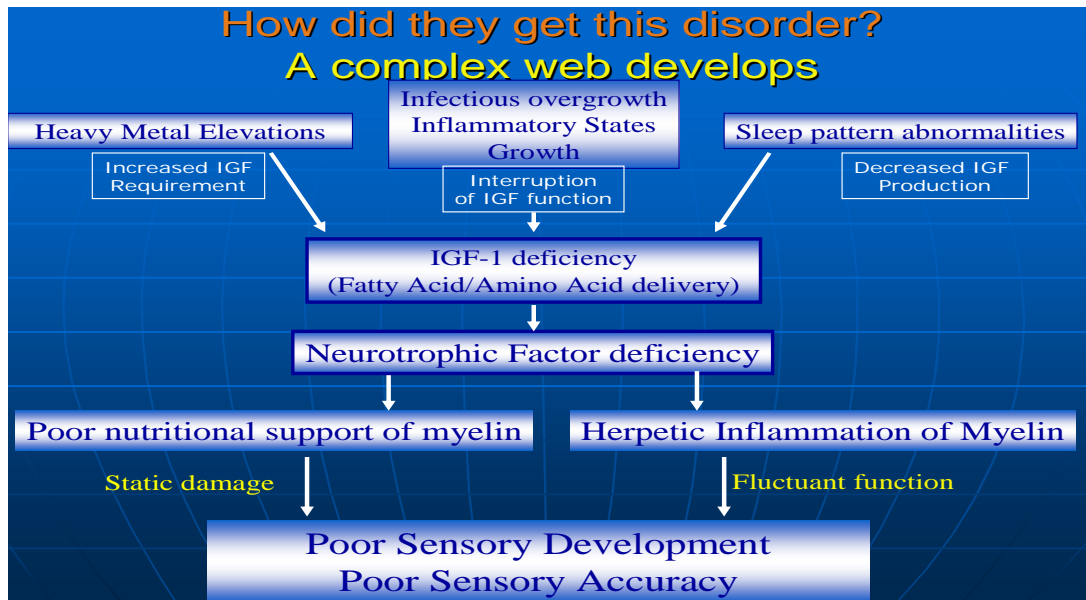 How did they get this disorder?
A complex web develops
Heavy Metal Elevations
Increased IGF
Requirement
Infectious overgrowth
Inflammatory States
Growth
Interruption
of IGF function
Sleep pattern abnormalities
Decreased IGF
Production
IGF-1 deficiency
(Fatty Acid/Amino Acid delivery)
Neurotrophic Factor deficiency
Poor nutritional support of myelin
Herpetic Inflammation of Myelin
Static damage
Fluctuant function
Poor Sensory Development
Poor Sensory Accuracy